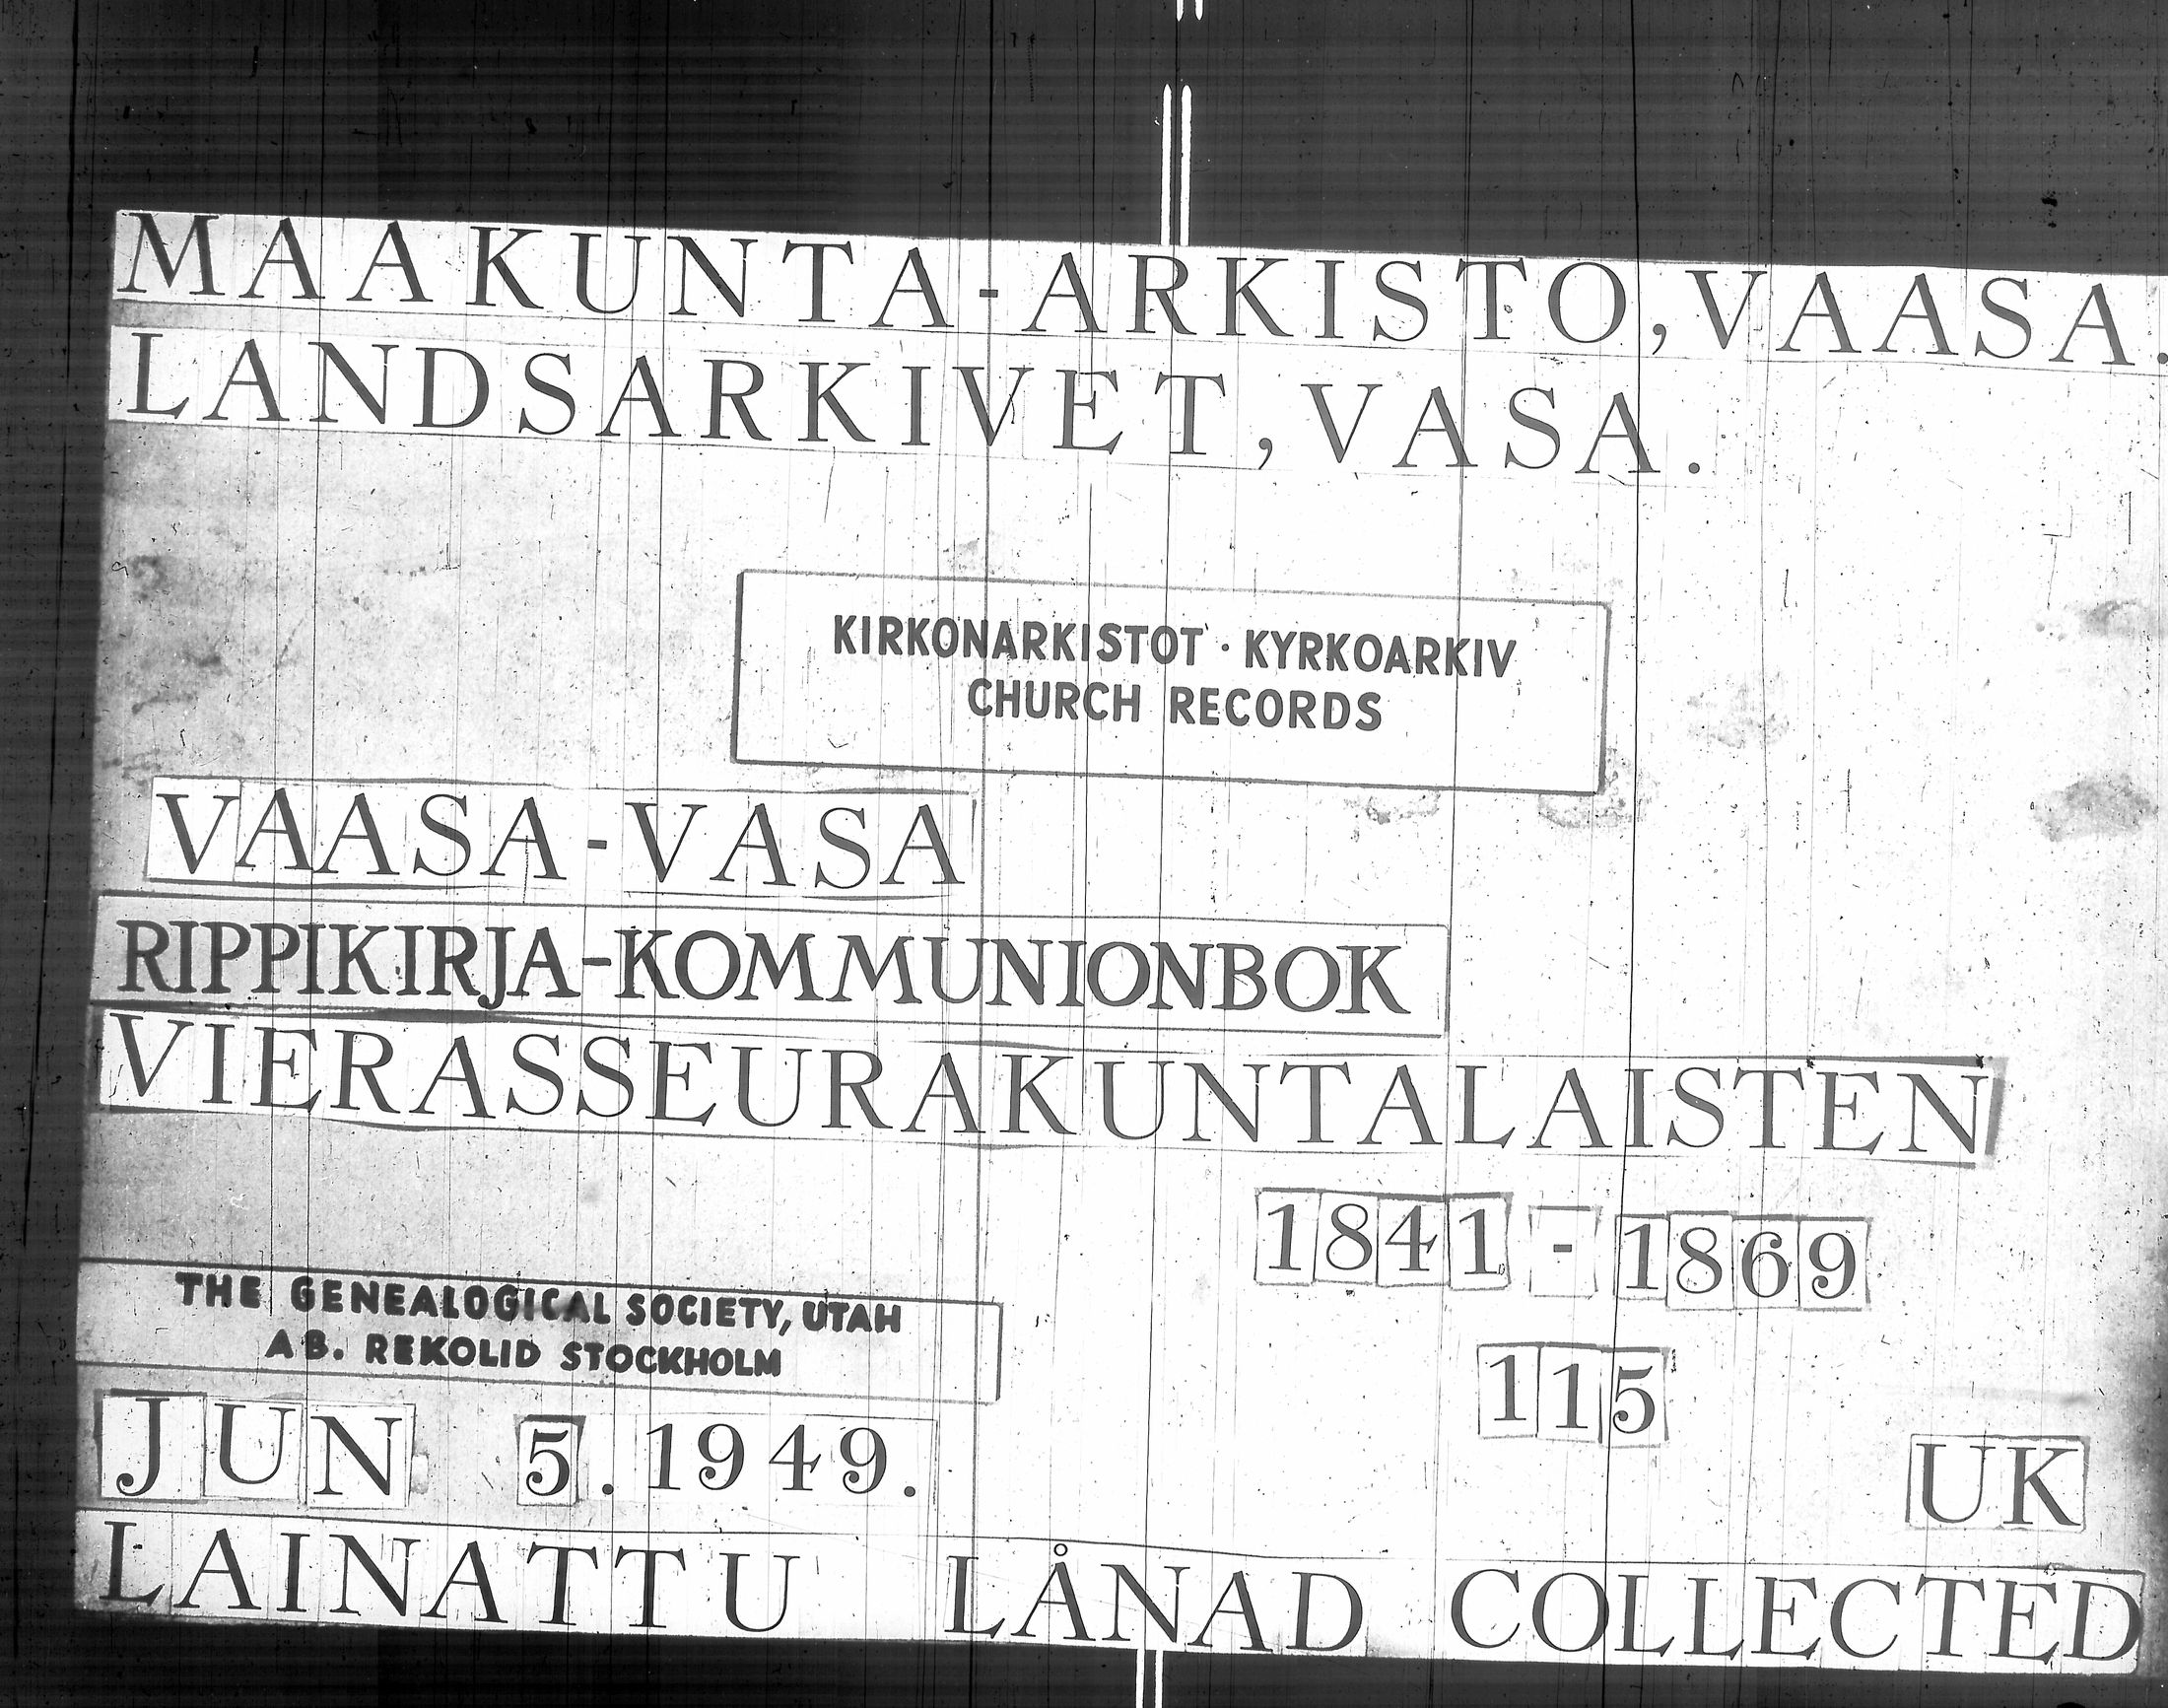 MAAKUNTA-ARKISTO,VAASA.
LANDSARKIVET,VASA.
KIRKONARKISTOT · KYRKOARKIV
CHURCH RECORDS
VAASA-VASA
RIPPIKIRJA-KOMMUNIONBOK
VIERASSEURAKUNTALAISTEN
1841 - 1869
THE GENEALOGICAL SOCIETY, UTAH
AB. REKOLID STOCKHOLM
115
JUN 5.1949.
UK
LAINATTU LÅNAD COLLECTED